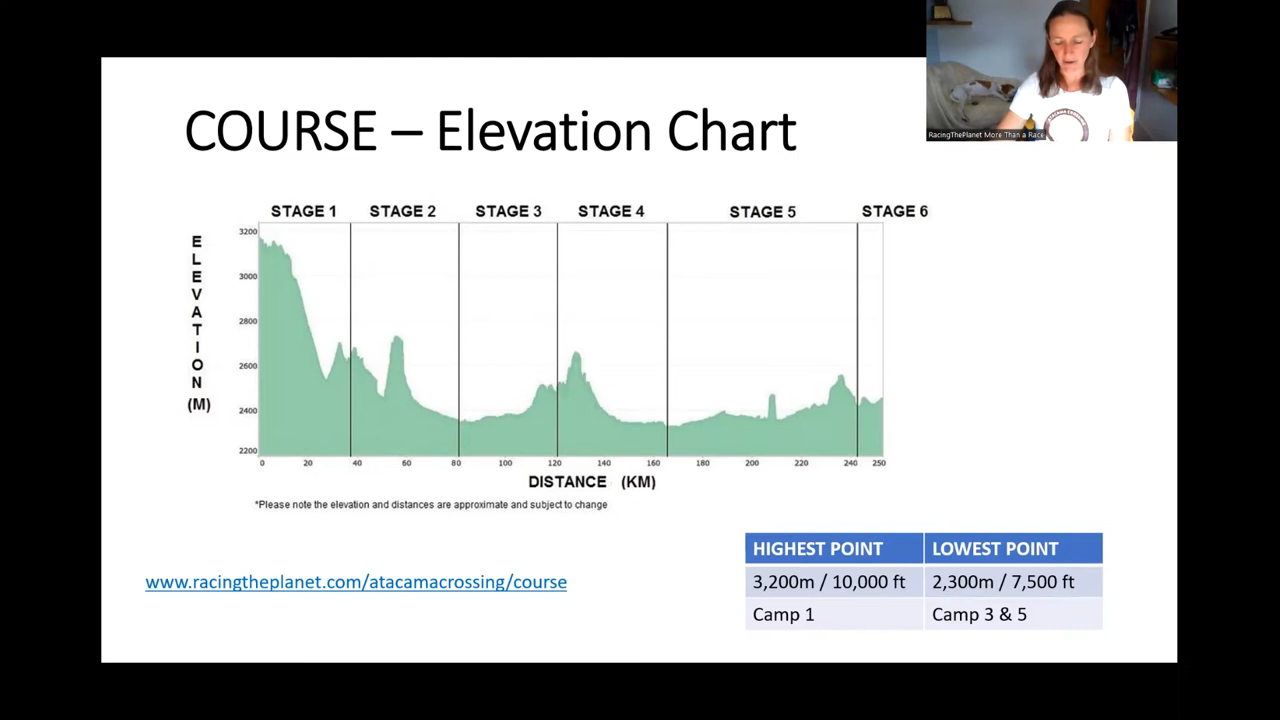 COURSE – Elevation Chart
RacingThePlanet More Than a Race
STAGE 1 STAGE 2 STAGE 3 STAGE 4 STAGE 5 STAGE 6
ELEVATION
(M)
3200
3000
2800
2600
2400
2200
0 20 40 60 80 100 120 140 160 180 200 220 240 250
DISTANCE (KM)
*Please note the elevation and distances are approximate and subject to change
www.racingtheplanet.com/atacamacrossing/course
HIGHEST POINT LOWEST POINT
3,200m / 10,000 ft 2,300m / 7,500 ft
Camp 1 Camp 3 & 5